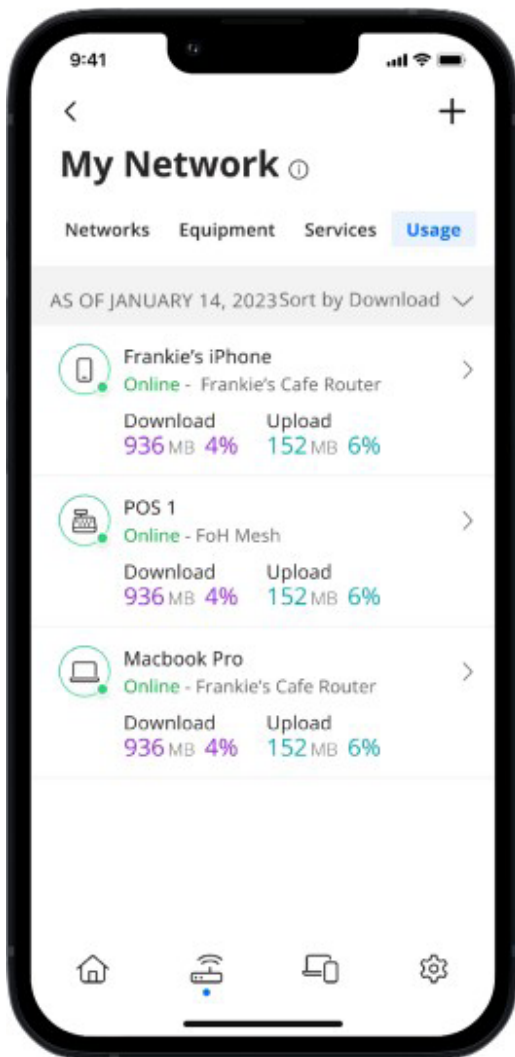 9:41
My Network
Networks Equipment Services Usage
AS OF JANUARY 14, 2023 Sort by Download
Frankie's iPhone
Online - Frankie's Cafe Router
Download Upload
936 MB 4% 152 MB 6%
POS 1
Online - FoH Mesh
Download Upload
936 MB 4% 152 MB 6%
Macbook Pro
Online - Frankie's Cafe Router
Download Upload
936 MB 4% 152 MB 6%